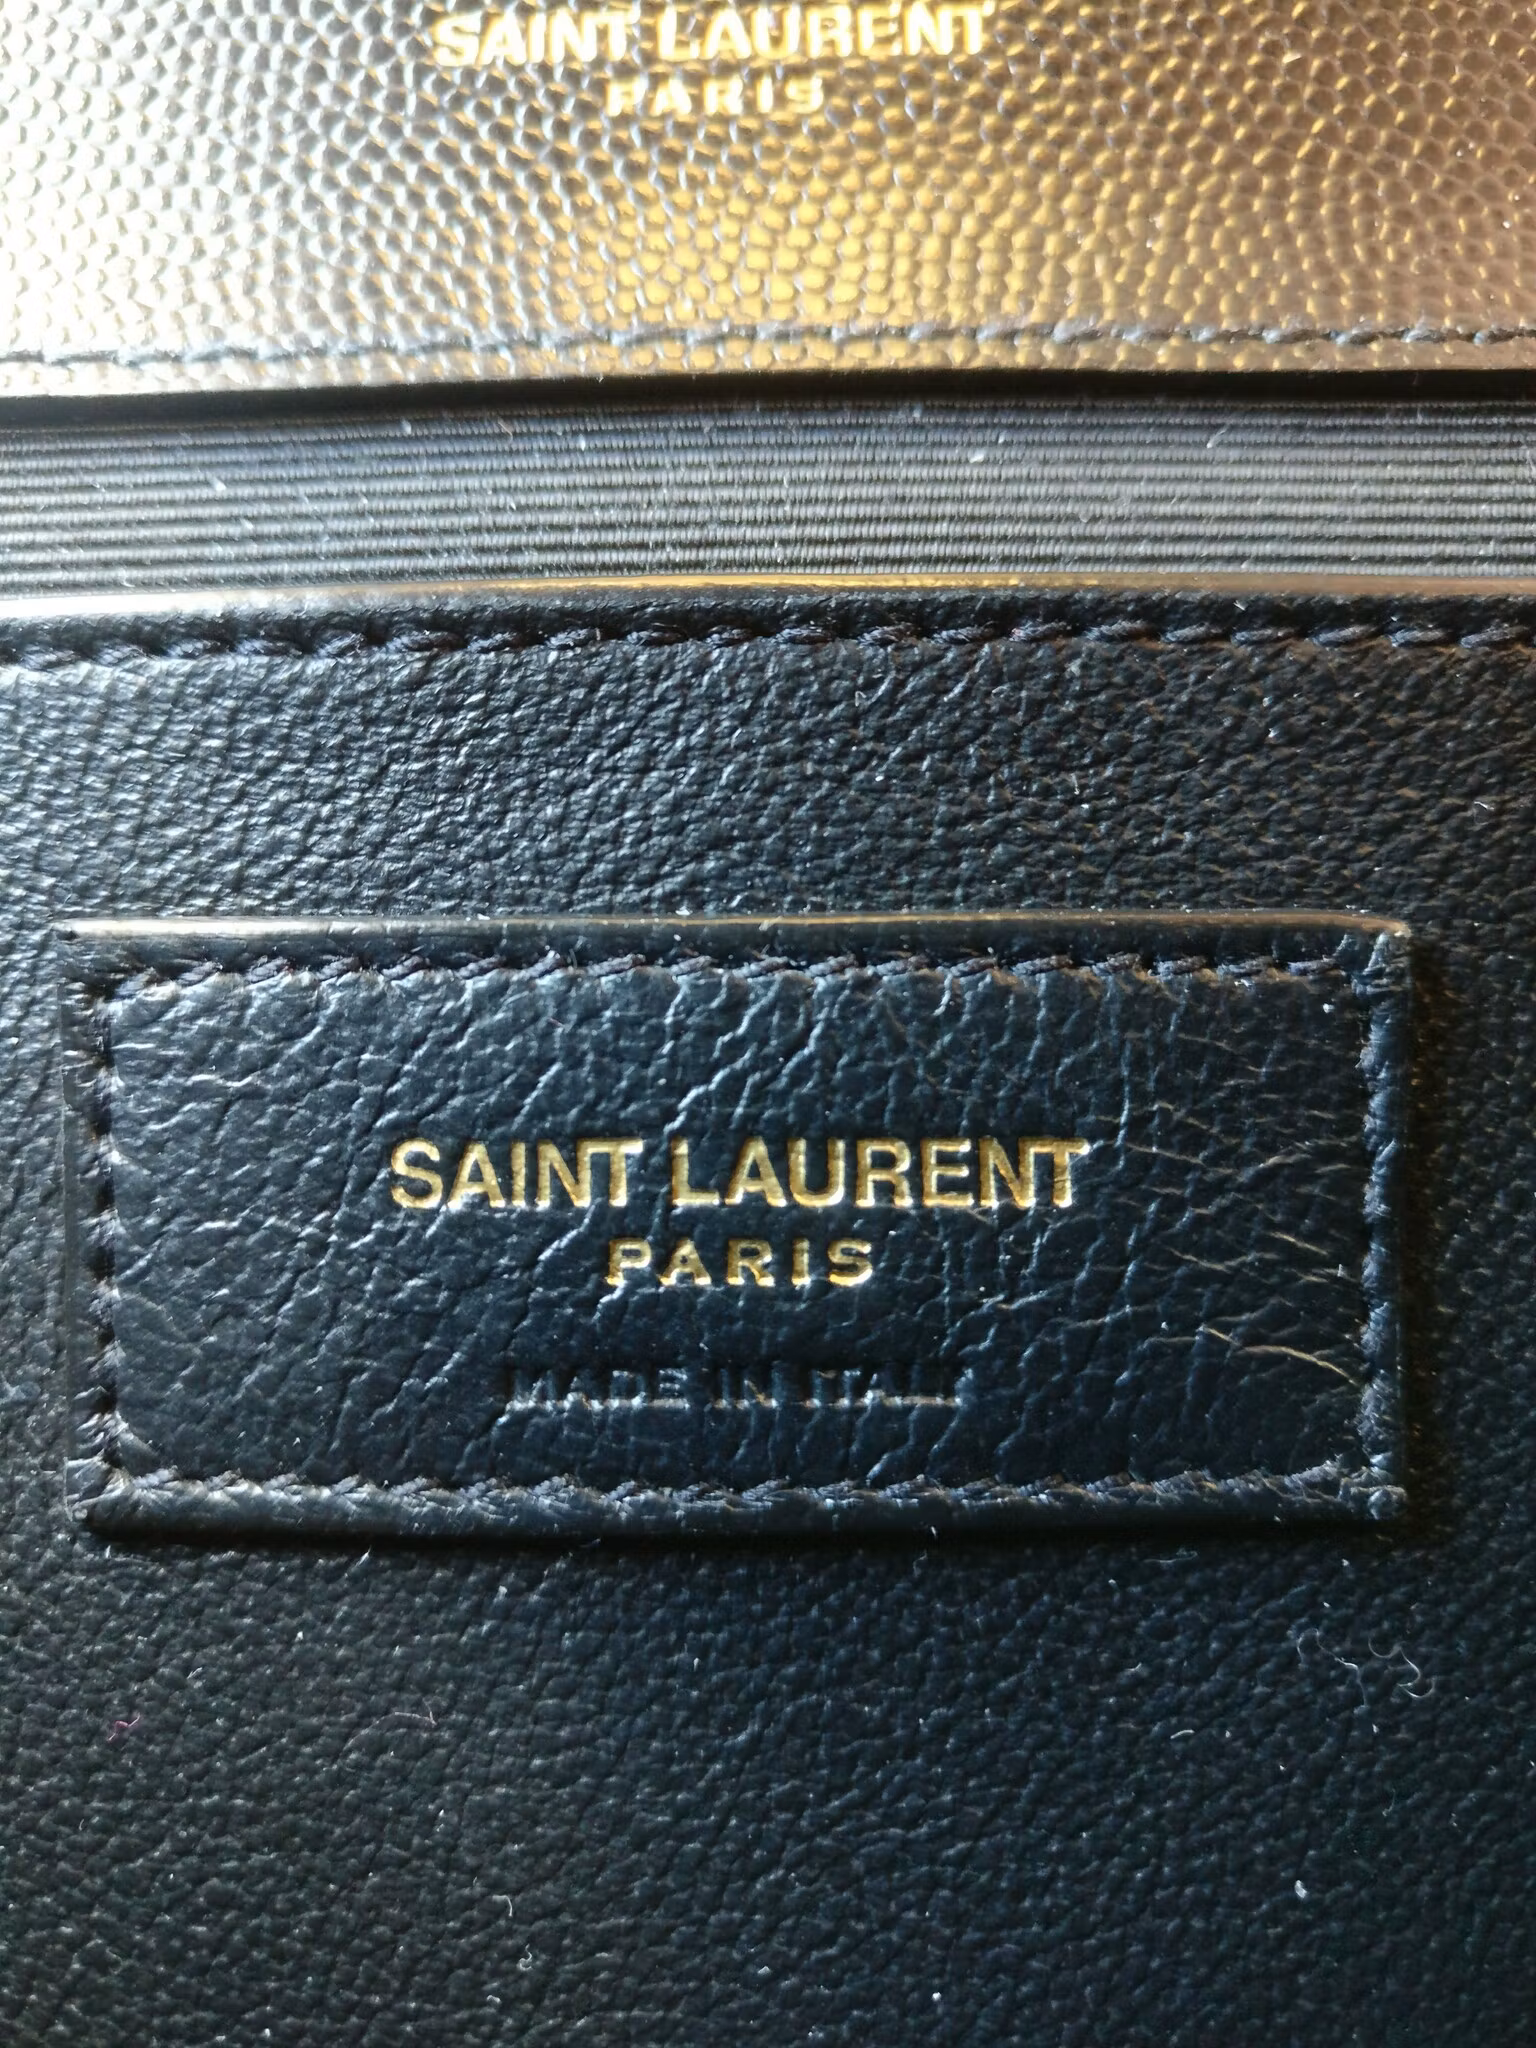 SAINT LAURENT
PARIS
SAINT LAURENT
PARIS
MADE IN ITALY